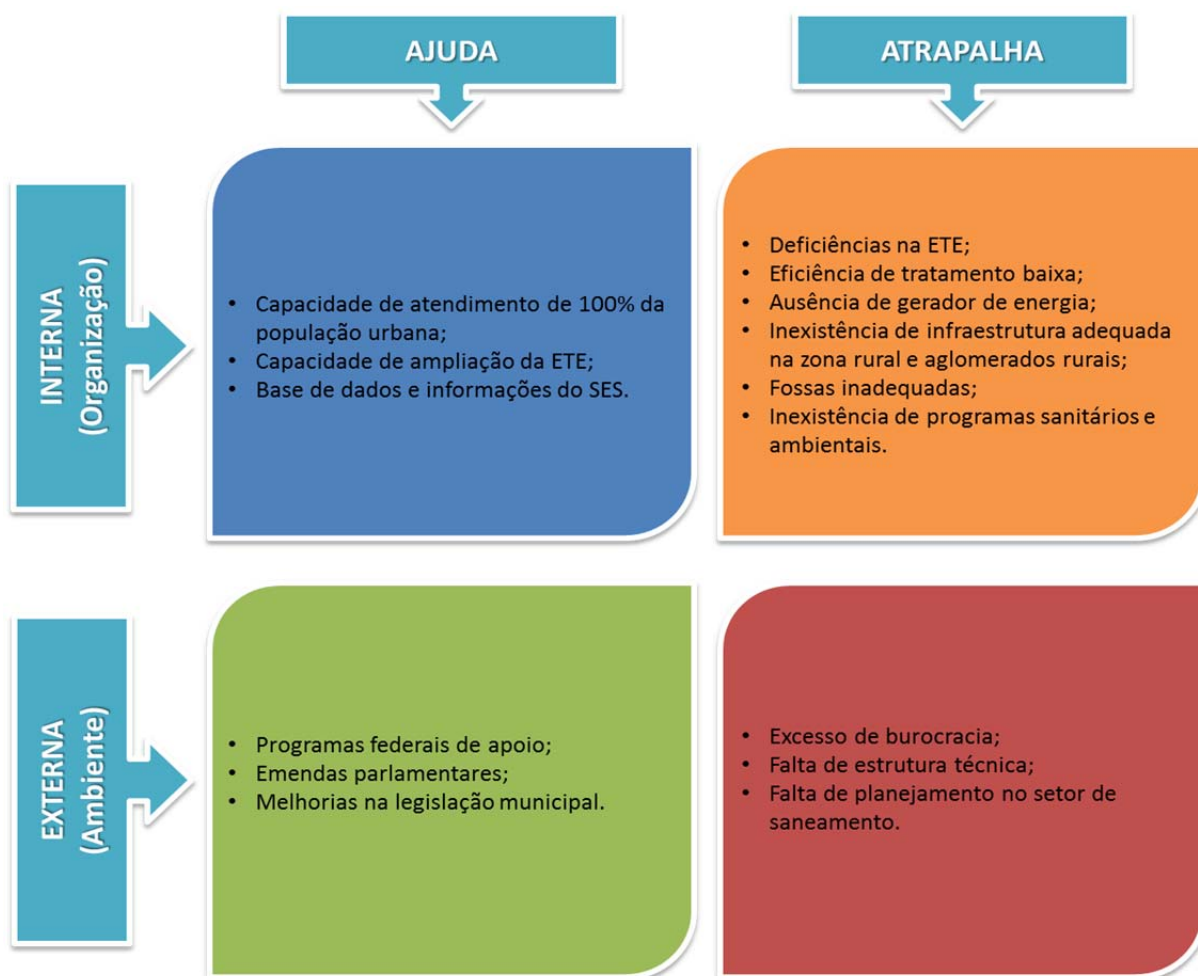 AJUDA
ATRAPALHA
INTERNA
(Organização)
• Capacidade de atendimento de 100% da
população urbana;
• Capacidade de ampliação da ETE;
• Base de dados e informações do SES.
• Deficiências na ETE;
• Eficiência de tratamento baixa;
• Ausência de gerador de energia;
• Inexistência de infraestrutura adequada
na zona rural e aglomerados rurais;
• Fossas inadequadas;
• Inexistência de programas sanitários e
ambientais.
EXTERNA
(Ambiente)
• Programas federais de apoio;
• Emendas parlamentares;
• Melhorias na legislação municipal.
• Excesso de burocracia;
• Falta de estrutura técnica;
• Falta de planejamento no setor de
saneamento.